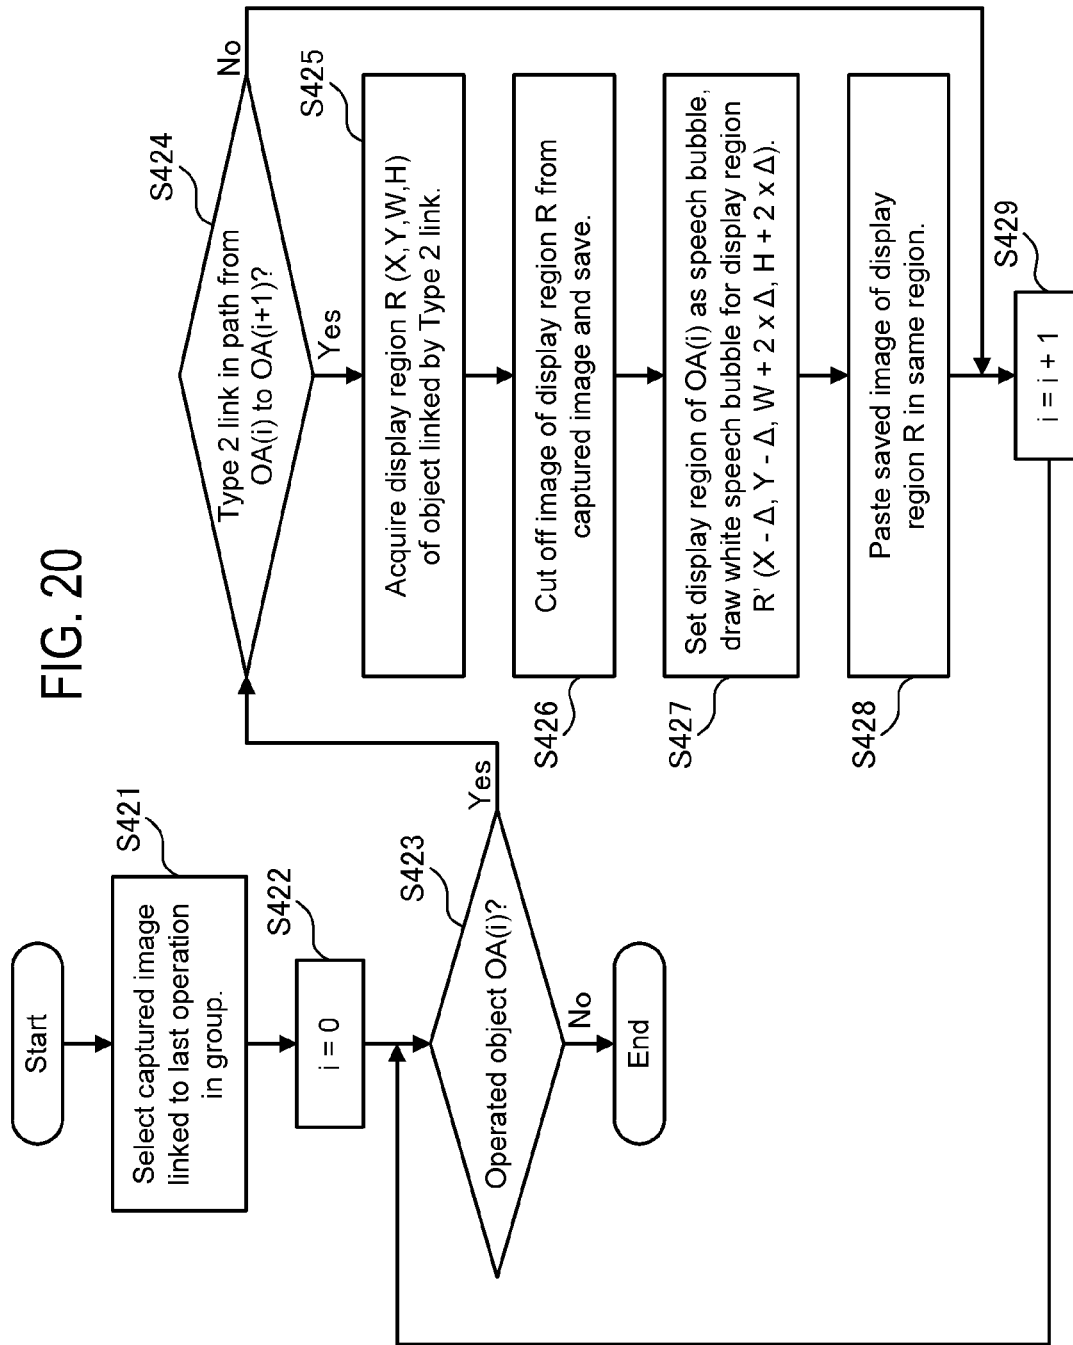 FIG. 20
Start
S421
Select captured image
linked to last operation
in group.
S422
i = 0
S423
Operated object OA(i)?
Yes
No
End
S424
Type 2 link in path from
OA(i) to OA(i+1)?
No
Yes
S425
Acquire display region R (X,Y,W,H)
of object linked by Type 2 link.
S426
Cut off image of display region R from
captured image and save.
S427
Set display region of OA(i) as speech bubble,
draw white speech bubble for display region
R' (X - Δ, Y - Δ, W + 2 x Δ, H + 2 x Δ).
S428
Paste saved image of display
region R in same region.
S429
i = i + 1